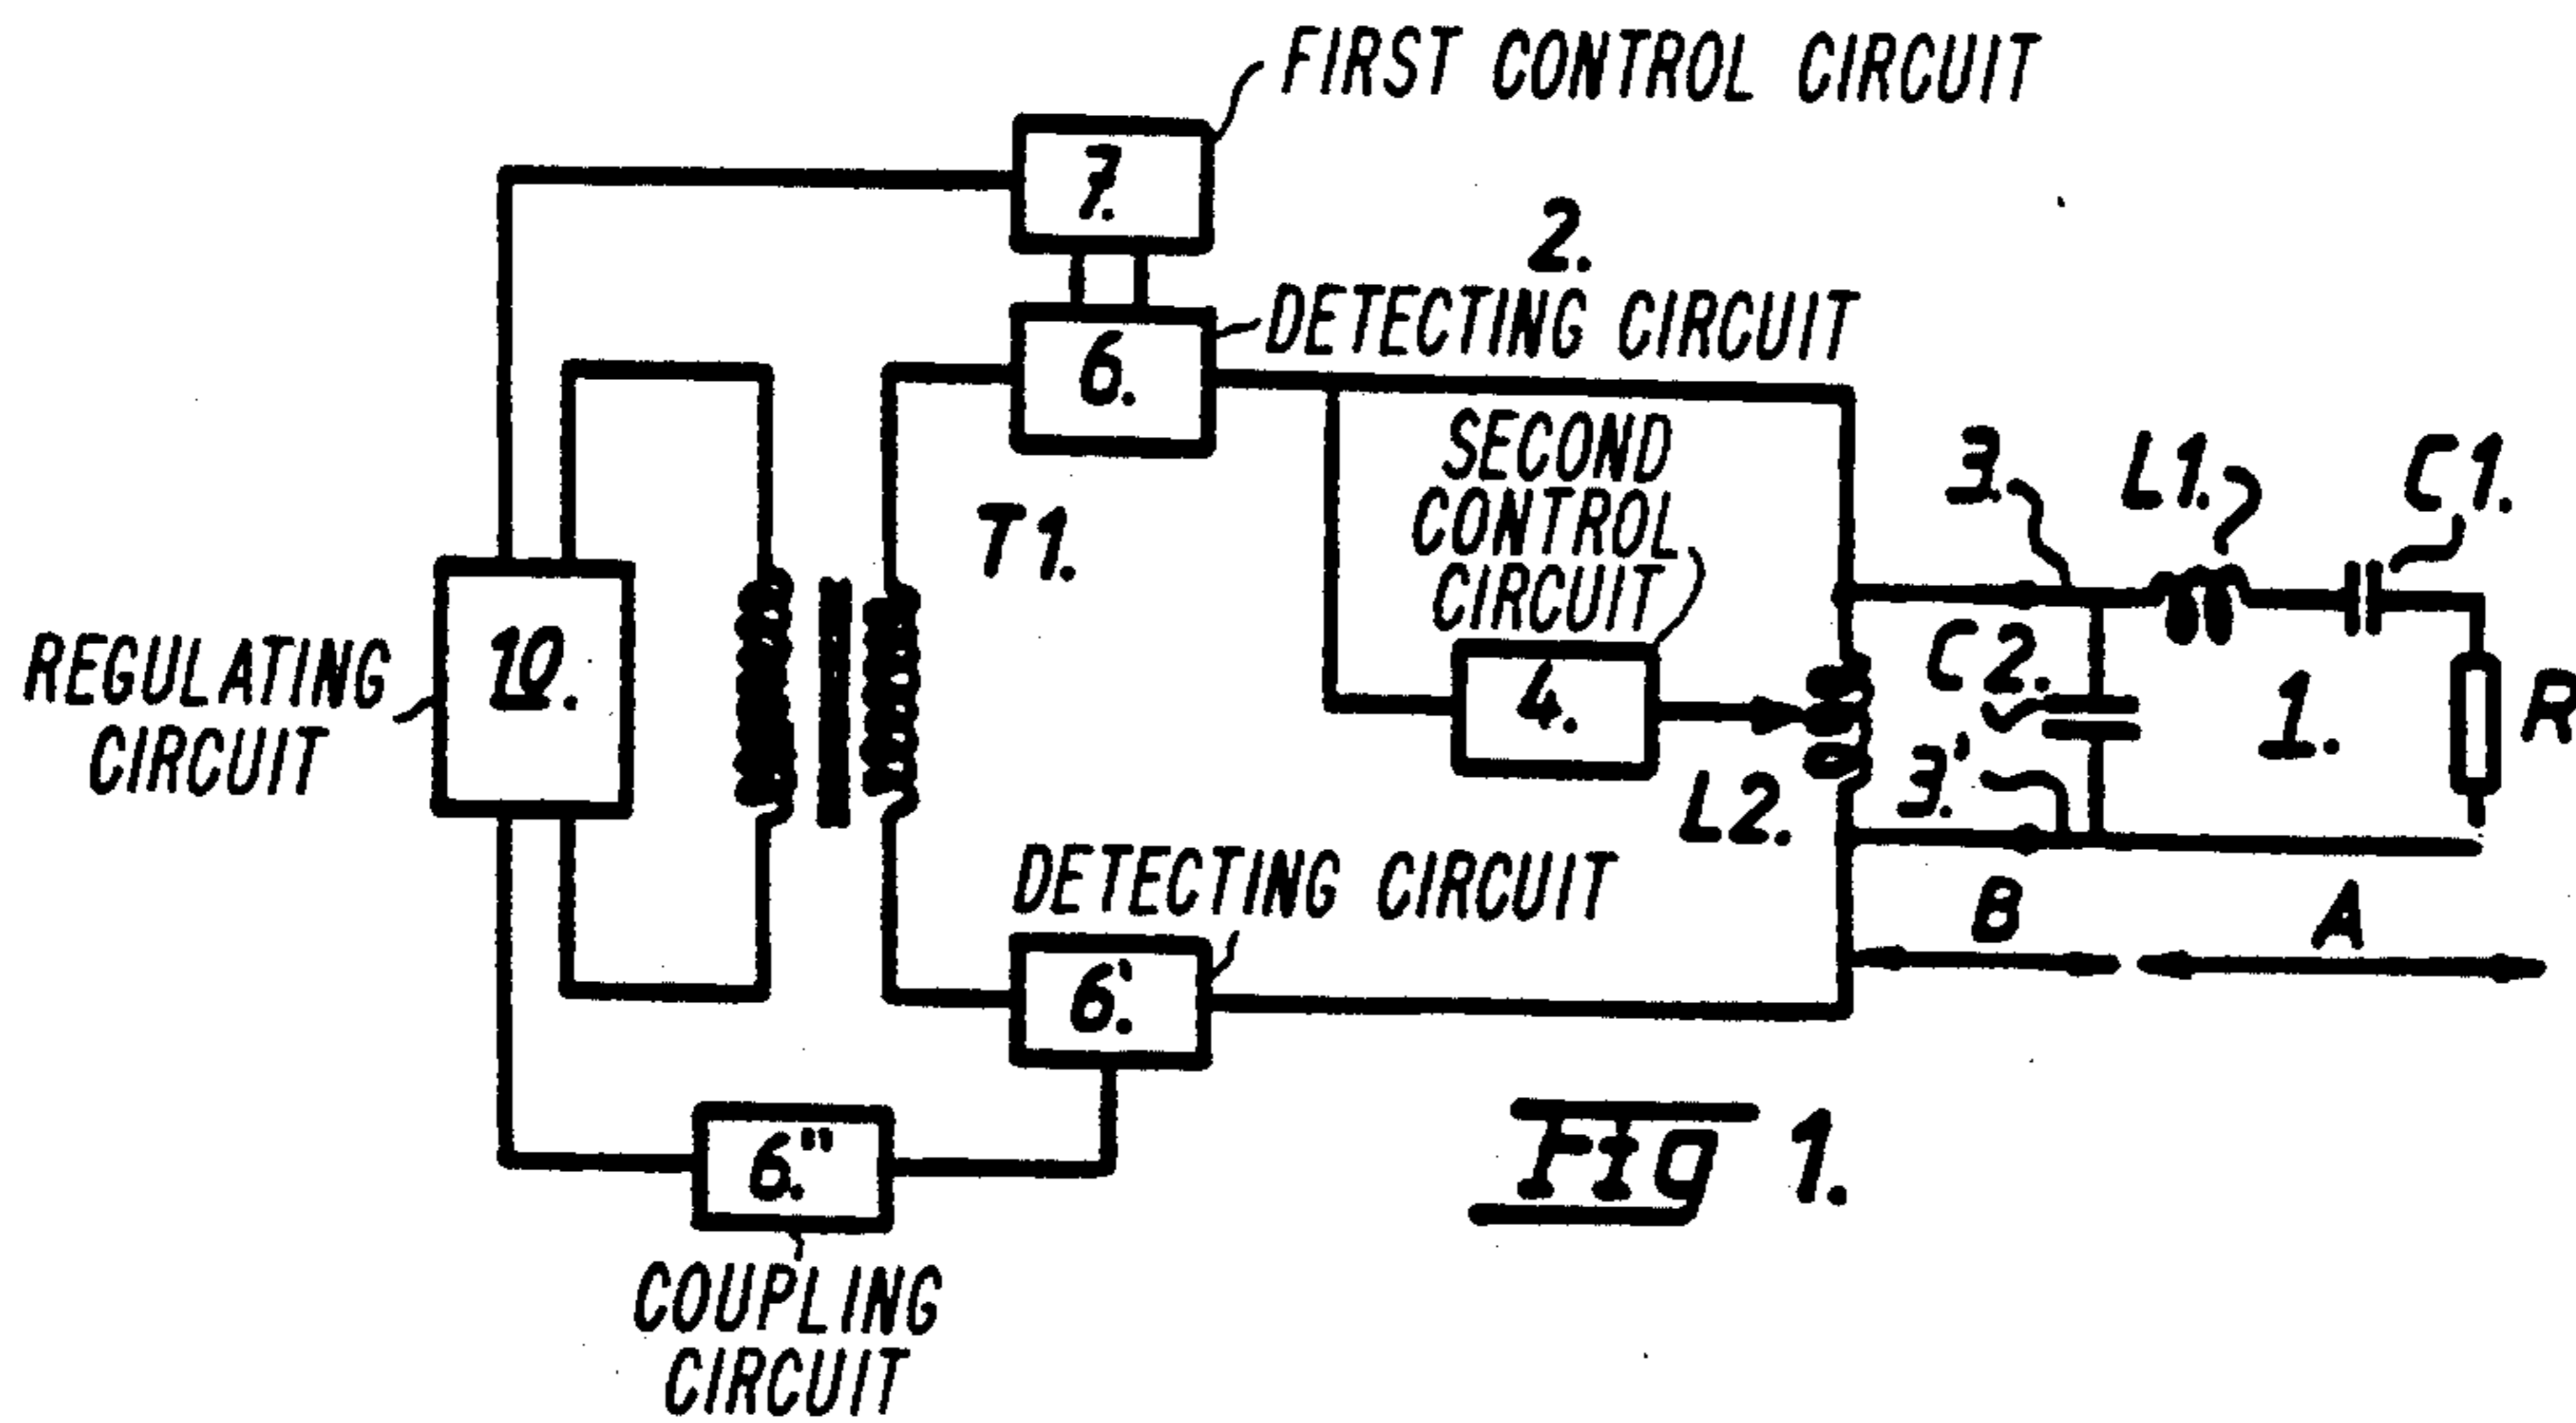 FIRST CONTROL CIRCUIT
7.
2.
DETECTING CIRCUIT
6.
SECOND
CONTROL
CIRCUIT
3.
L1.
C1.
T1.
REGULATING
CIRCUIT
10.
4.
L2.
C2.
3'.
1.
R
DETECTING CIRCUIT
6'.
B
A
6".
COUPLING
CIRCUIT
Fig 1.